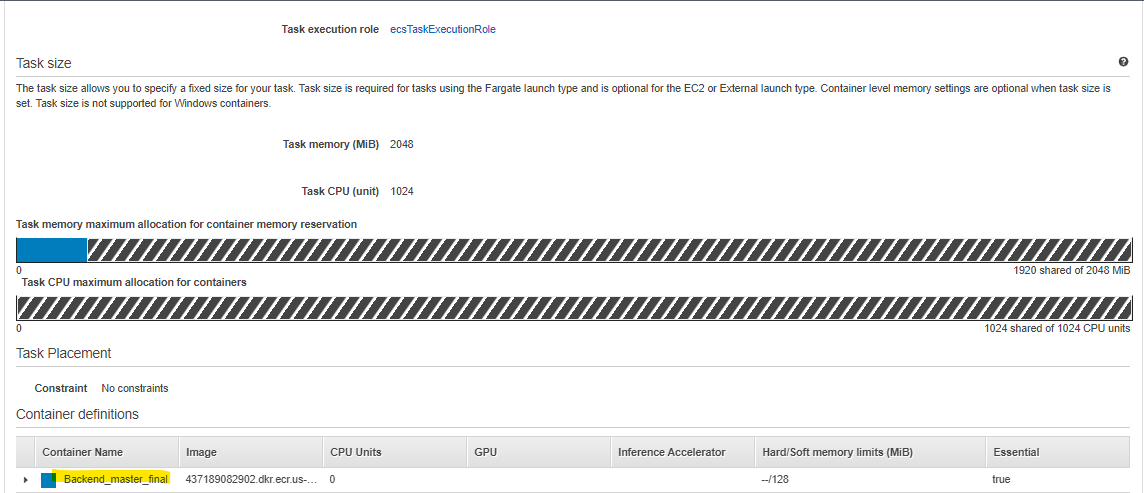 Task execution role ecsTaskExecutionRole
Task size
The task size allows you to specify a fixed size for your task. Task size is required for tasks using the Fargate launch type and is optional for the EC2 or External launch type. Container level memory settings are optional when task size is
set. Task size is not supported for Windows containers.
Task memory (MiB) 2048
Task CPU (unit) 1024
Task memory maximum allocation for container memory reservation
0 1920 shared of 2048 MiB
Task CPU maximum allocation for containers
0 1024 shared of 1024 CPU units
Task Placement
Constraint No constraints
Container definitions
Container Name Image CPU Units GPU Inference Accelerator Hard/Soft memory limits (MiB) Essential
Backend_master_final 437189082902.dkr.ecr.us-... 0 --/128 true